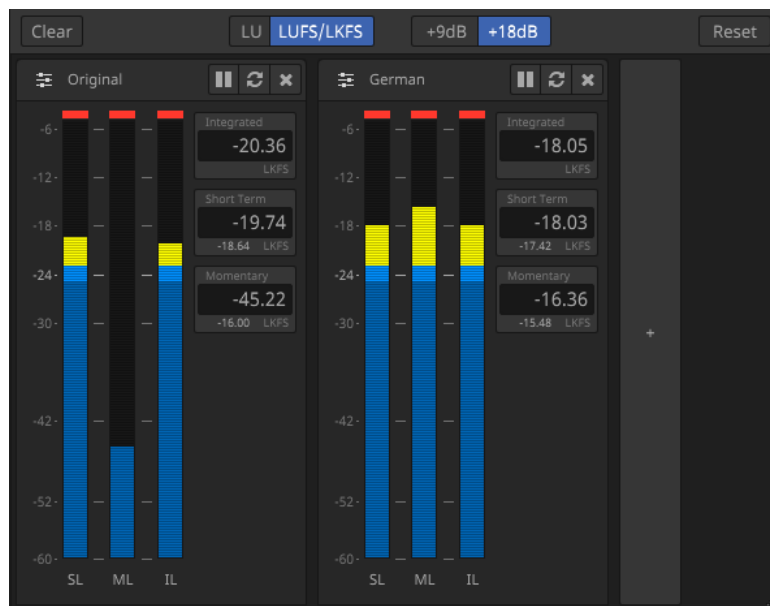 Clear LU LUFS/LKFS +9dB +18dB Reset
Original
-6
-12
-18
-24
-30
-42
-52
-60
SL ML IL
Integrated
-20.36
LKFS
Short Term
-19.74
-18.64 LKFS
Momentary
-45.22
-16.00 LKFS
German
-6
-12
-18
-24
-30
-42
-52
-60
SL ML IL
Integrated
-18.05
LKFS
Short Term
-18.03
-17.42 LKFS
Momentary
-16.36
-15.48 LKFS
+